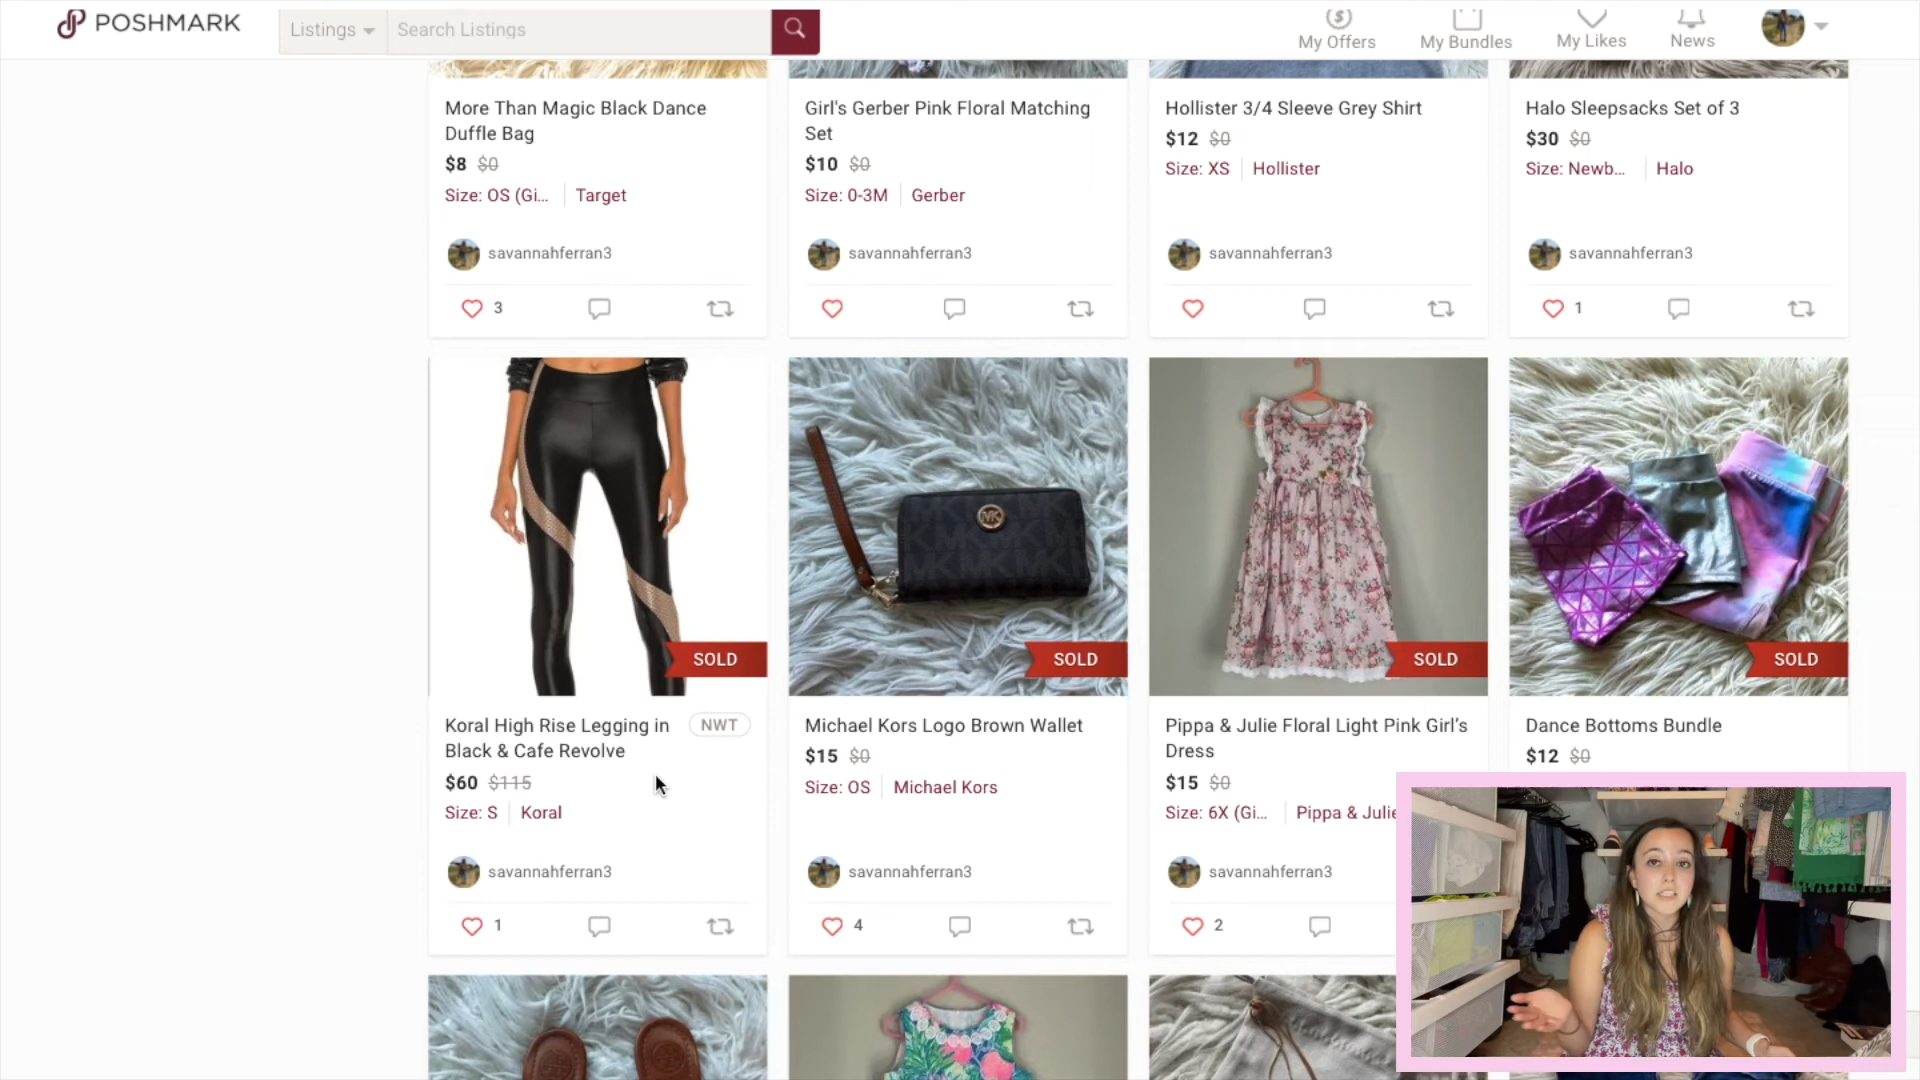 POSHMARK
Listings
Search Listings
My Offers
My Bundles
My Likes
News
More Than Magic Black Dance
Duffle Bag
$8 $0
Size: OS (Gi...
Target
savannahferran3
3
Girl's Gerber Pink Floral Matching
Set
$10 $0
Size: 0-3M
Gerber
savannahferran3
Hollister 3/4 Sleeve Grey Shirt
$12 $0
Size: XS
Hollister
savannahferran3
Halo Sleepsacks Set of 3
$30 $0
Size: Newb...
Halo
savannahferran3
1
SOLD
Koral High Rise Legging in
Black & Cafe Revolve
NWT
$60 $115
Size: S
Koral
savannahferran3
1
MK
SOLD
Michael Kors Logo Brown Wallet
$15 $0
Size: OS
Michael Kors
savannahferran3
4
SOLD
Pippa & Julie Floral Light Pink Girl’s
Dress
$15 $0
Size: 6X (Gi...
Pippa & Julie
savannahferran3
2
SOLD
Dance Bottoms Bundle
$12 $0